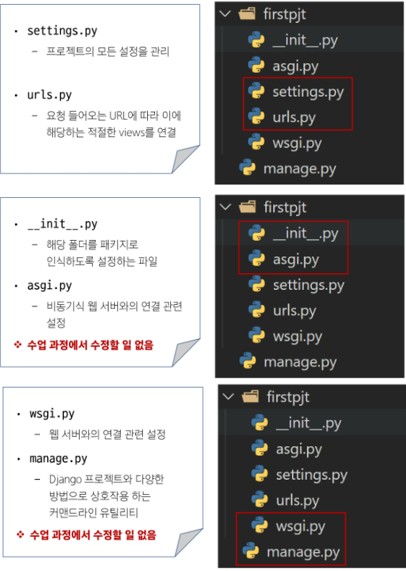 • settings.py
– 프로젝트의 모든 설정을 관리
• urls.py
– 요청 들어오는 URL에 따라 이에
해당하는 적절한 views를 연결
firstpjt
__init__.py
asgi.py
settings.py
urls.py
wsgi.py
manage.py
• __init__.py
– 해당 폴더를 패키지로
인식하도록 설정하는 파일
• asgi.py
– 비동기식 웹 서버와의 연결 관련
설정
❖ 수업 과정에서 수정할 일 없음
firstpjt
__init__.py
asgi.py
settings.py
urls.py
wsgi.py
manage.py
• wsgi.py
– 웹 서버와의 연결 관련 설정
• manage.py
– Django 프로젝트와 다양한
방법으로 상호작용 하는
커맨드라인 유틸리티
❖ 수업 과정에서 수정할 일 없음
firstpjt
__init__.py
asgi.py
settings.py
urls.py
wsgi.py
manage.py